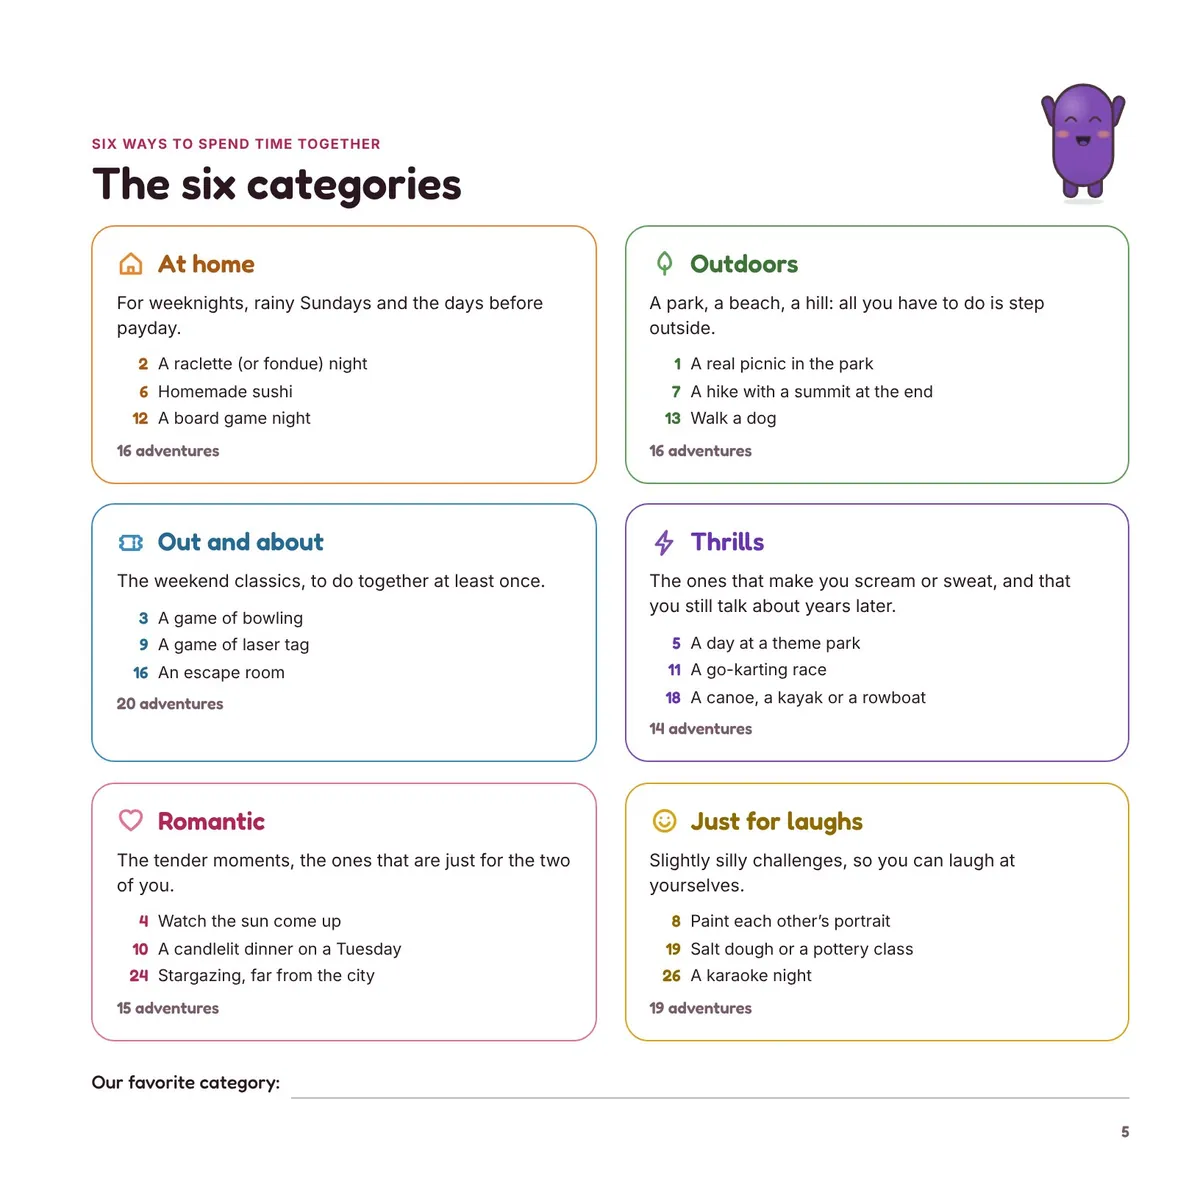 SIX WAYS TO SPEND TIME TOGETHER
The six categories
At home
For weeknights, rainy Sundays and the days before
payday.
2 A raclette (or fondue) night
6 Homemade sushi
12 A board game night
16 adventures
Outdoors
A park, a beach, a hill: all you have to do is step
outside.
1 A real picnic in the park
7 A hike with a summit at the end
13 Walk a dog
16 adventures
Out and about
The weekend classics, to do together at least once.
3 A game of bowling
9 A game of laser tag
16 An escape room
20 adventures
Thrills
The ones that make you scream or sweat, and that
you still talk about years later.
5 A day at a theme park
11 A go-karting race
18 A canoe, a kayak or a rowboat
14 adventures
Romantic
The tender moments, the ones that are just for the two
of you.
4 Watch the sun come up
10 A candlelit dinner on a Tuesday
24 Stargazing, far from the city
15 adventures
Just for laughs
Slightly silly challenges, so you can laugh at
yourselves.
8 Paint each other’s portrait
19 Salt dough or a pottery class
26 A karaoke night
19 adventures
Our favorite category:
5